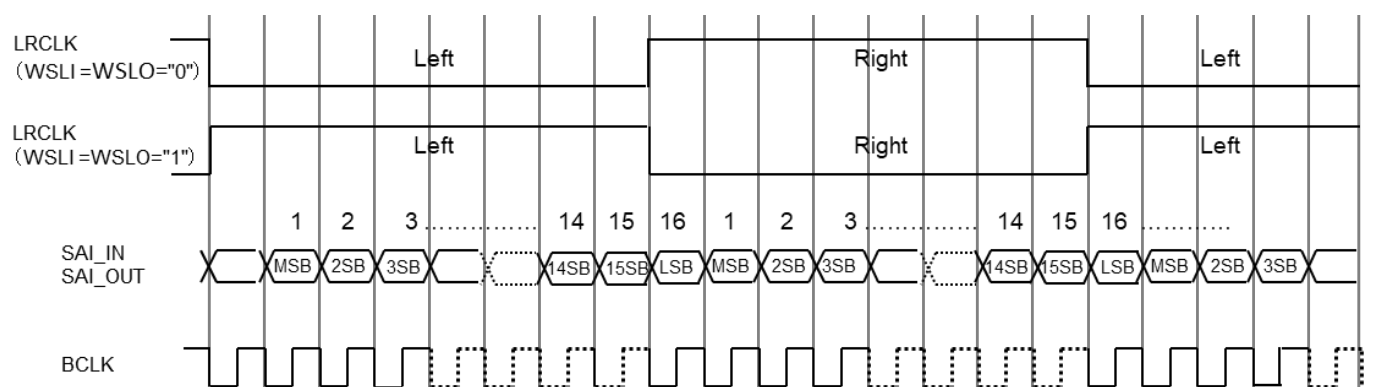 LRCLK
（WSLI =WSLO="0"） Left Right Left
LRCLK
（WSLI =WSLO="1"） Left Right Left
1 2 3.............. 14 15 16 1 2 3.............. 14 15 16 ...........
SAI_IN
SAI_OUT
MSB 2SB 3SB 14SB 15SB LSB MSB 2SB 3SB 14SB 15SB LSB MSB 2SB 3SB
BCLK